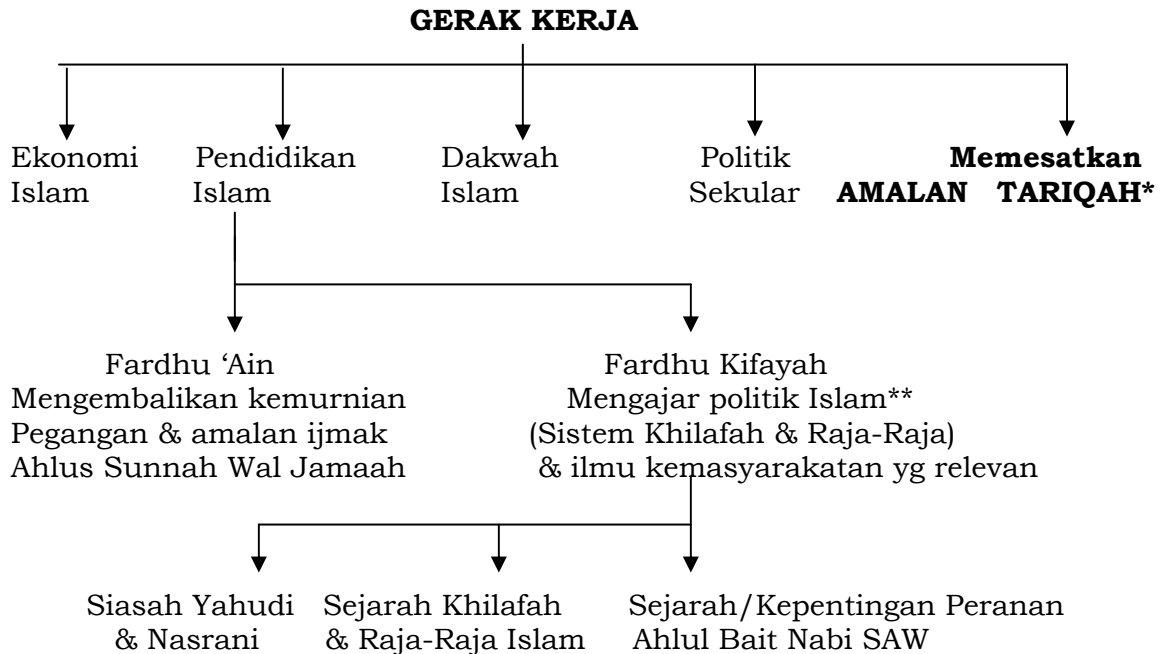 GERAK KERJA
Ekonomi Islam
Pendidikan Islam
Dakwah Islam
Politik Sekular
Memesatkan
AMALAN TARIQAH*
Fardhu ‘Ain
Mengembalikan kemurnian
Pegangan & amalan ijmak
Ahlus Sunnah Wal Jamaah
Fardhu Kifayah
Mengajar politik Islam**
(Sistem Khilafah & Raja-Raja)
& ilmu kemasyarakatan yg relevan
Siasah Yahudi
& Nasrani
Sejarah Khilafah
& Raja-Raja Islam
Sejarah/Kepentingan Peranan
Ahlul Bait Nabi SAW